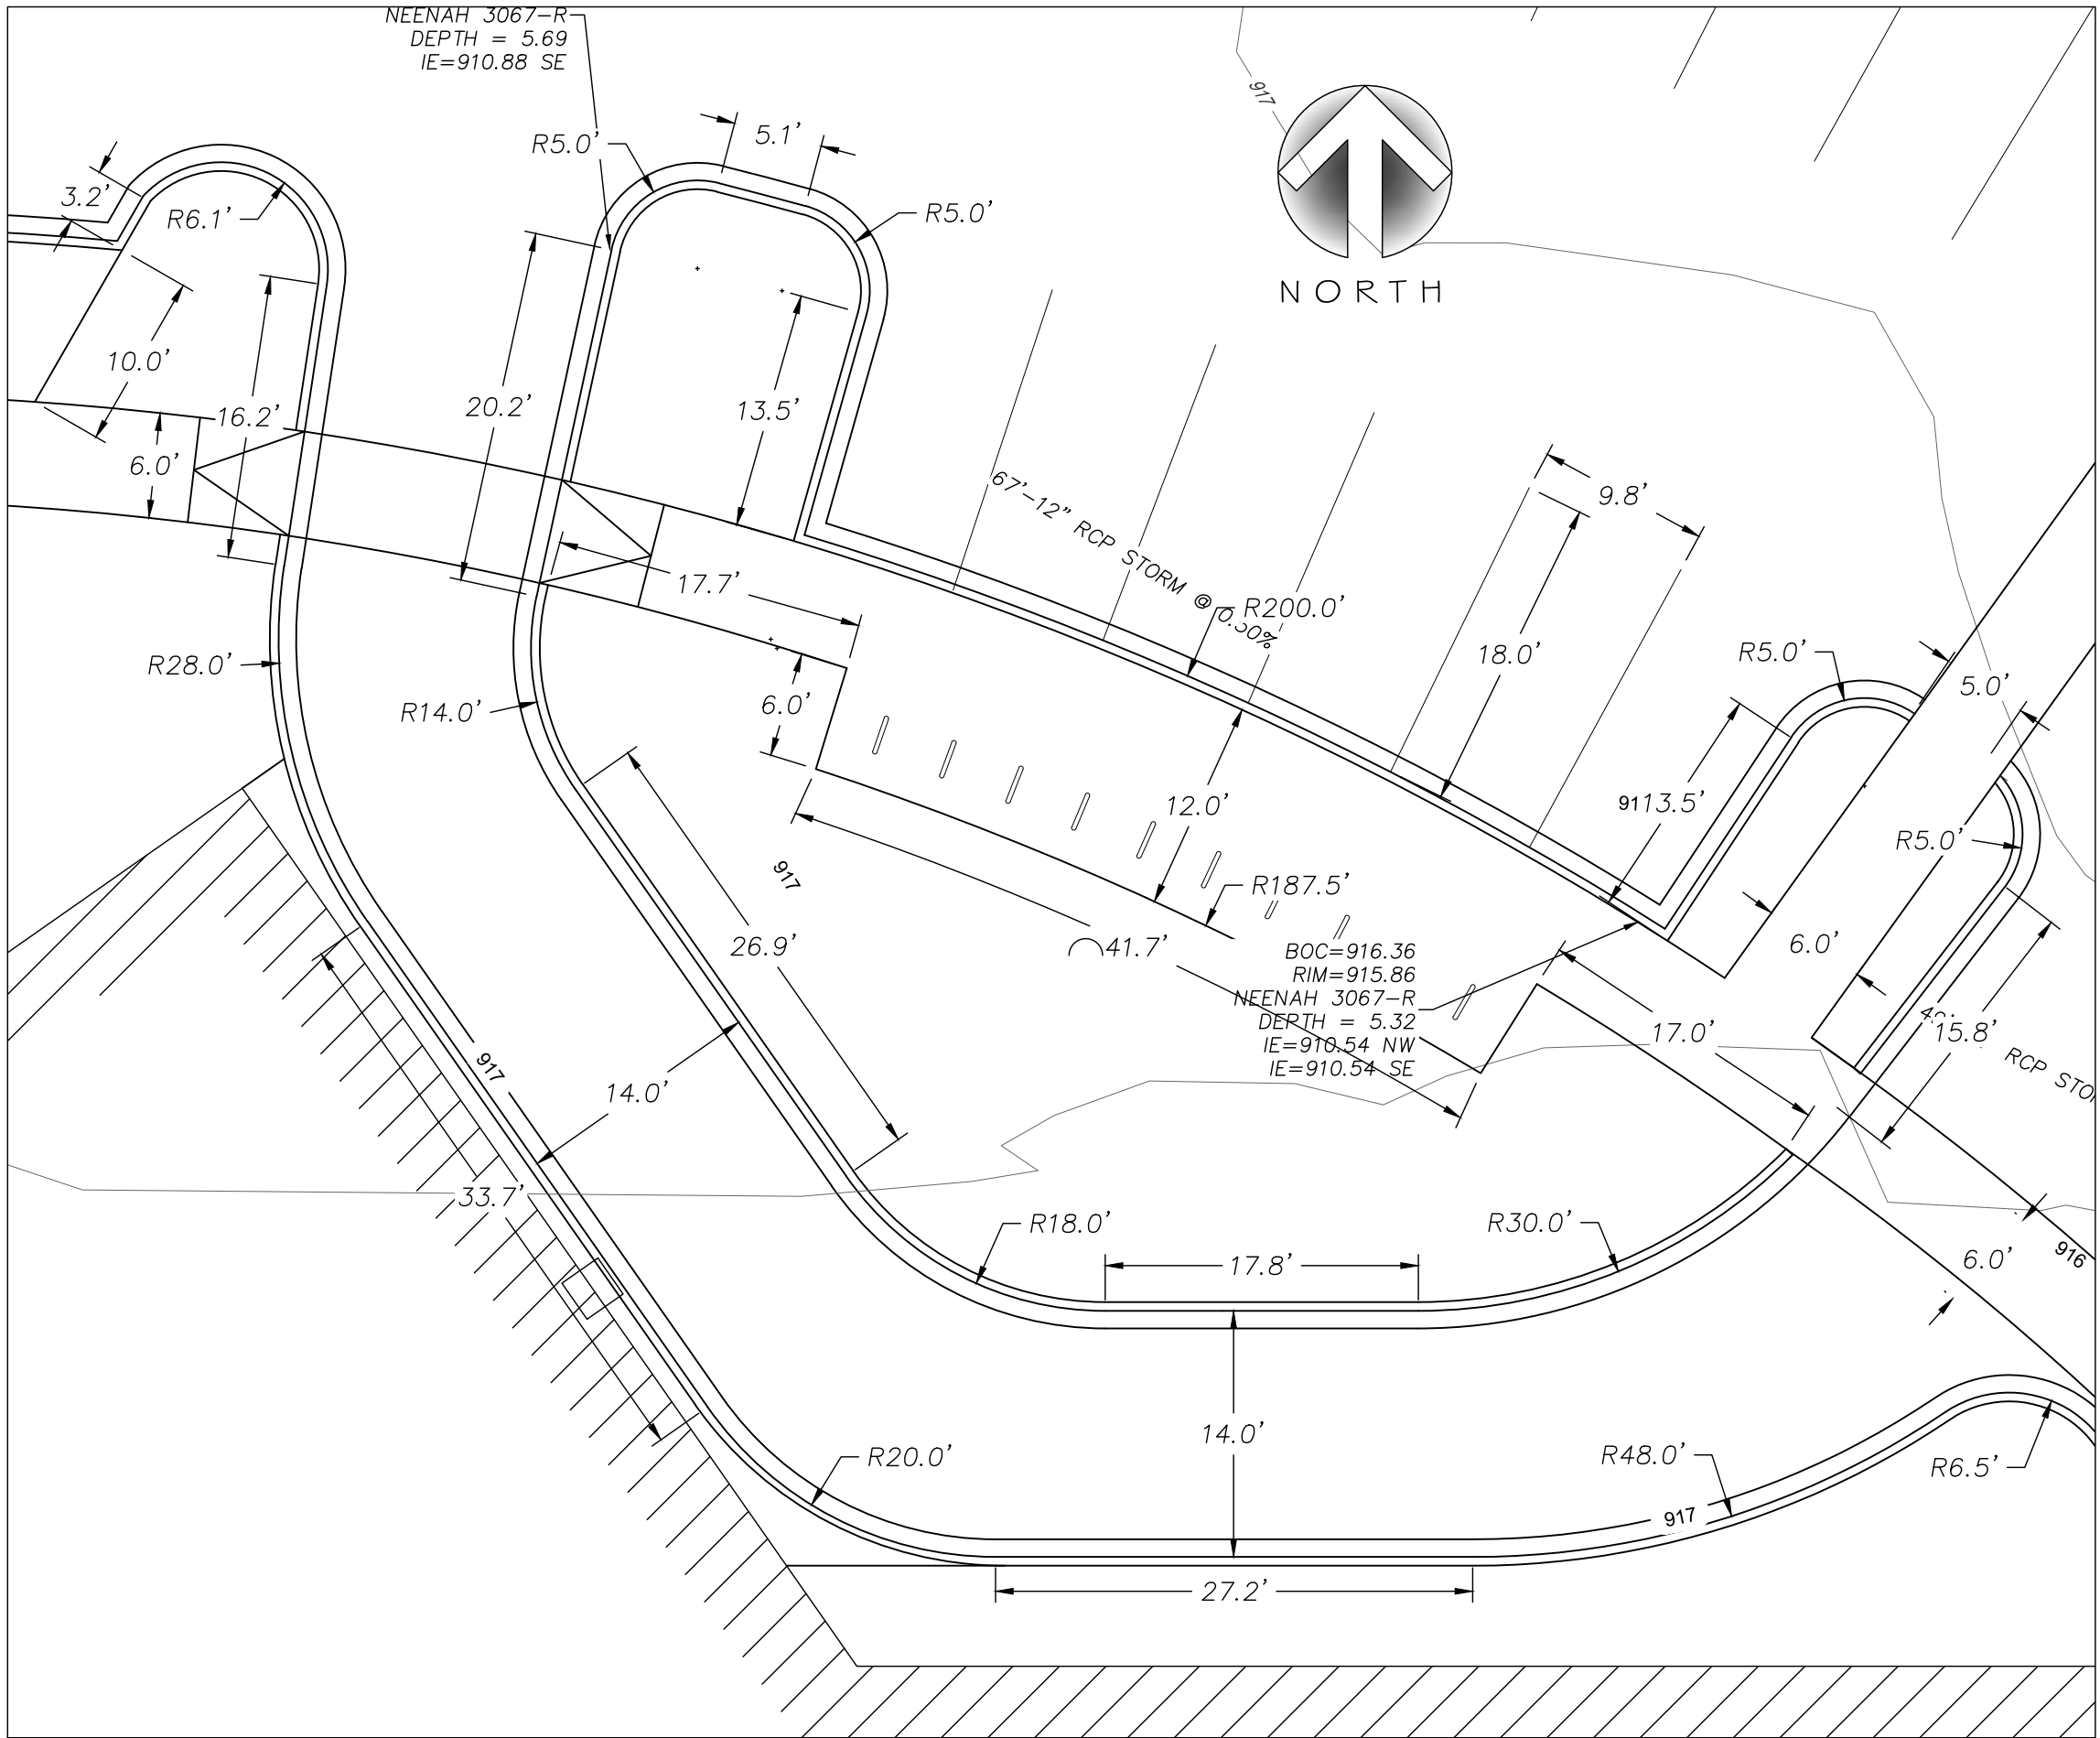 NEENAH 3067-R
DEPTH = 5.69
IE=910.88 SE
917
5.1'
R5.0'
3.2'
R6.1'
R5.0'
NORTH
10.0'
20.2'
13.5'
16.2'
6.0'
9.8'
67'-12" RCP STORM @ 0.50%
17.7'
R200.0'
18.0'
R28.0'
R5.0'
5.0'
R14.0'
6.0'
12.0'
9113.5'
R5.0'
917
R187.5'
26.9'
41.7'
6.0'
BOC=916.36
RIM=915.86
NEENAH 3067-R
DEPTH = 5.32
IE=910.54 NW
IE=910.54 SE
17.0'
15.8'
RCP STO
917
14.0'
33.7'
R18.0'
R30.0'
17.8'
6.0'
916
14.0'
R20.0'
R48.0'
R6.5'
917
27.2'